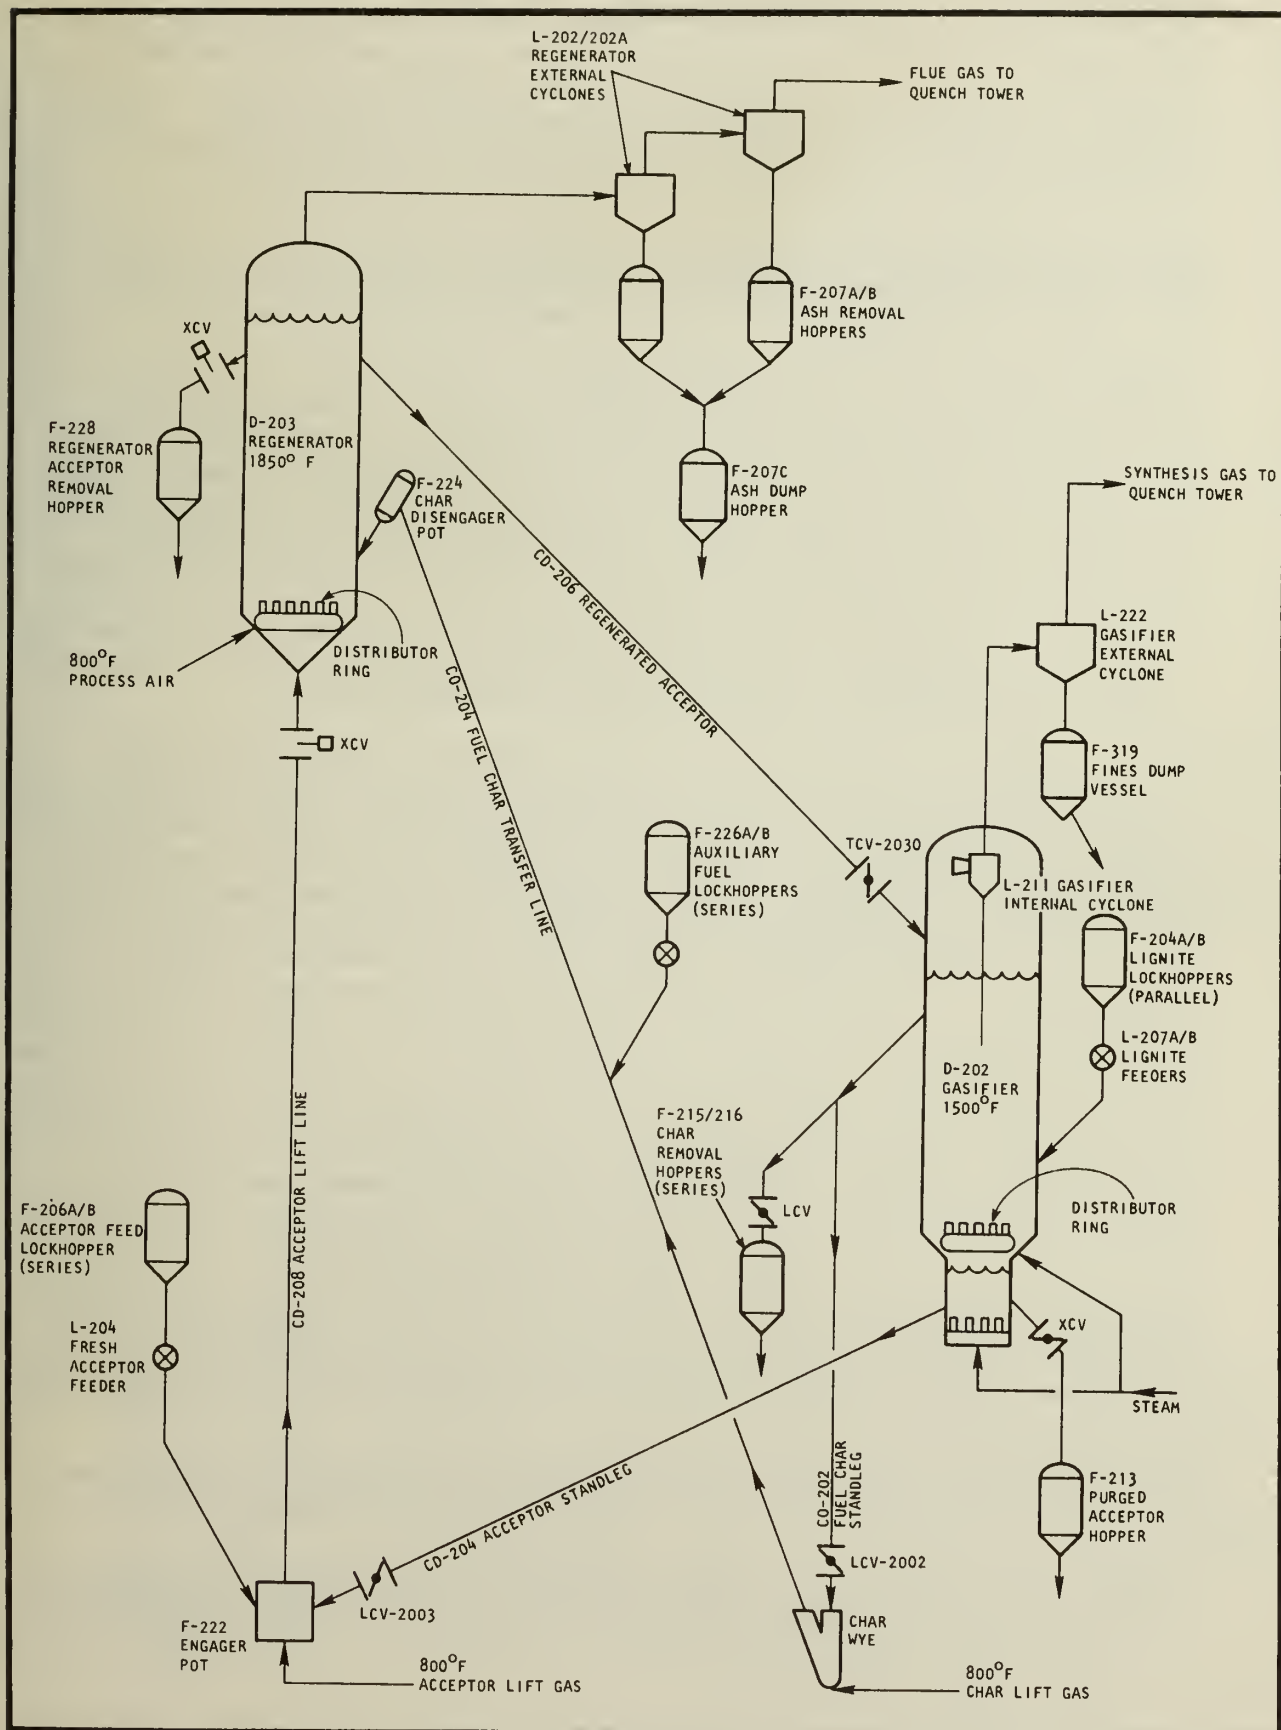 L-202/202A
REGENERATOR
EXTERNAL
CYCLONES
FLUE GAS TO
QUENCH TOWER
F-207A/B
ASH REMOVAL
HOPPERS
XCV
F-228
REGENERATOR
ACCEPTOR
REMOVAL
HOPPER
D-203
REGENERATOR
1850° F
F-224
CHAR
DISENGAGER
POT
F-207C
ASH DUMP
HOPPER
SYNTHESIS GAS TO
QUENCH TOWER
CD-206 REGENERATED ACCEPTOR
L-222
GASIFIER
EXTERNAL
CYCLONE
DISTRIBUTOR
RING
800°F
PROCESS AIR
CO-204 FUEL CHAR TRANSFER LINE
XCV
F-319
FINES DUMP
VESSEL
F-226A/B
AUXILIARY
FUEL
LOCKHOPPERS
(SERIES)
TCV-2030
L-211 GASIFIER
INTERNAL CYCLONE
F-204A/B
LIGNITE
LOCKHOPPERS
(PARALLEL)
L-207A/B
LIGNITE
FEEOERS
D-202
GASIFIER
1500°F
CD-208 ACCEPTOR LIFT LINE
F-215/216
CHAR
REMOVAL
HOPPERS
(SERIES)
LCV
DISTRIBUTOR
RING
F-206A/B
ACCEPTOR FEED
LOCKHOPPER
(SERIES)
L-204
FRESH
ACCEPTOR
FEEDER
XCV
STEAM
CO-202
FUEL CHAR
STANDLEG
F-213
PURGED
ACCEPTOR
HOPPER
CD-204 ACCEPTOR STANDLEG
LCV-2002
LCV-2003
F-222
ENGAGER
POT
CHAR
WYE
800°F
ACCEPTOR LIFT GAS
800°F
CHAR LIFT GAS